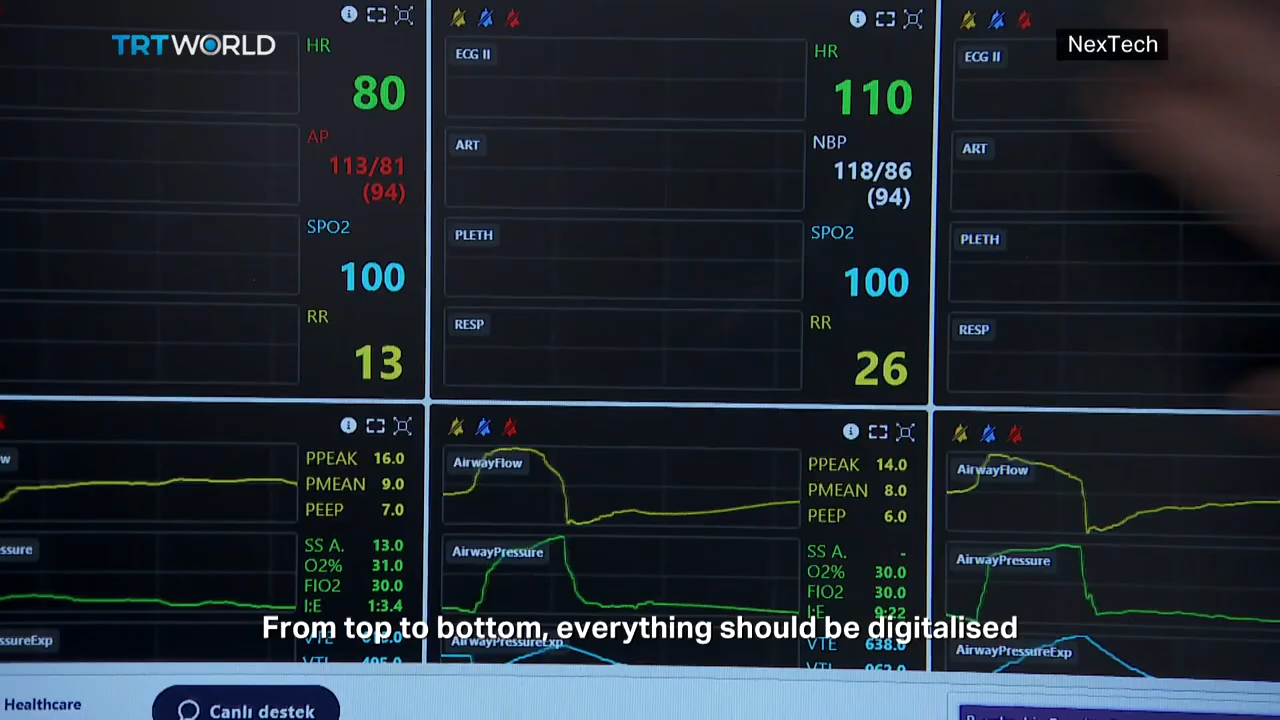 TRT WORLD
NexTech
HR
80
AP
113/81
(94)
SPO2
100
RR
13
ECG II
ART
PLETH
RESP
HR
110
NBP
118/86
(94)
SPO2
100
RR
26
ECG II
ART
PLETH
RESP
PPEAK 16.0
PMEAN 9.0
PEEP 7.0
SS A. 13.0
O2% 31.0
FIO2 30.0
I:E 1:3.4
VTE
AirwayFlow
AirwayPressure
AirwayPressureExp
PPEAK 14.0
PMEAN 8.0
PEEP 6.0
SS A. -
O2% 30.0
FIO2 30.0
I:E 9:22
VTE 638.0
AirwayFlow
AirwayPressure
AirwayPressureExp
From top to bottom, everything should be digitalised
Healthcare
Canlı destek